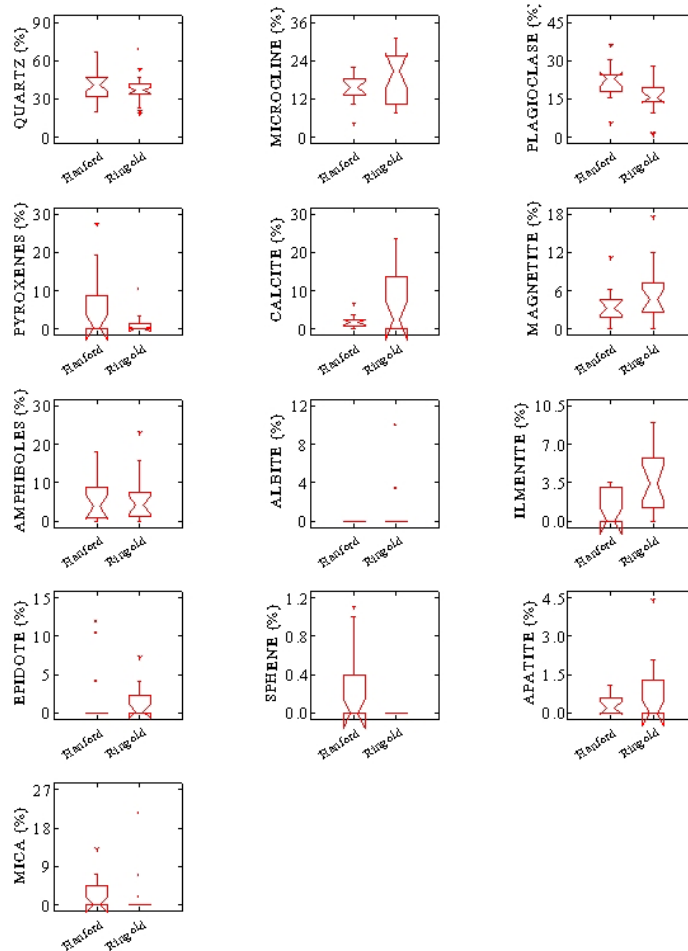 QUARTZ (%)
90
60
30
0
Hanford
Ringold
MICROCLINE (%)
36
24
12
0
Hanford
Ringold
PLAGIOCLASE (%)
45
30
15
0
Hanford
Ringold
PYROXENES (%)
30
20
10
0
Hanford
Ringold
CALCITE (%)
30
20
10
0
Hanford
Ringold
MAGNETITE (%)
18
12
6
0
Hanford
Ringold
AMPHIBOLES (%)
30
20
10
0
Hanford
Ringold
ALBITE (%)
12
8
4
0
Hanford
Ringold
ILMENITE (%)
10.5
7.0
3.5
0.0
Hanford
Ringold
EPIDOTE (%)
15
10
5
0
Hanford
Ringold
SPHENE (%)
1.2
0.8
0.4
0.0
Hanford
Ringold
APATITE (%)
4.5
3.0
1.5
0.0
Hanford
Ringold
MICA (%)
27
18
9
0
Hanford
Ringold